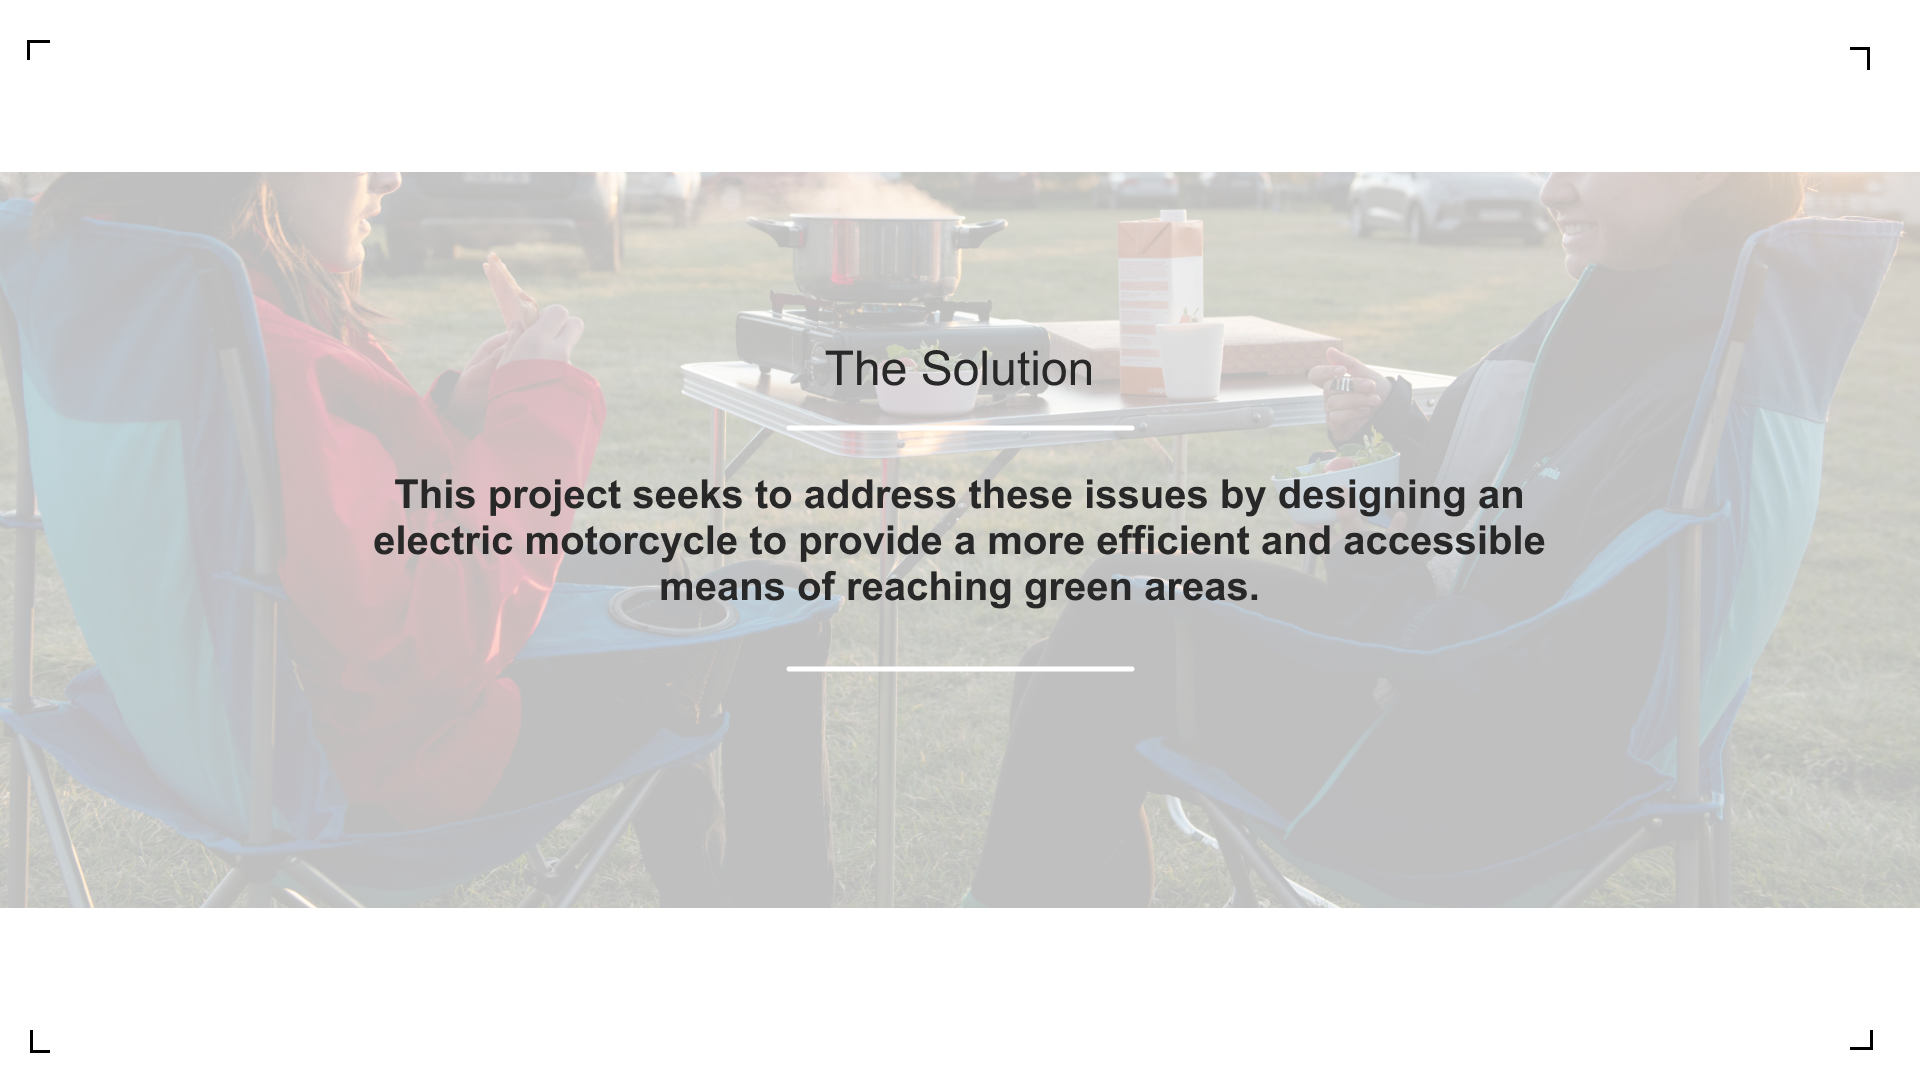 The Solution
This project seeks to address these issues by designing an
electric motorcycle to provide a more efficient and accessible
means of reaching green areas.